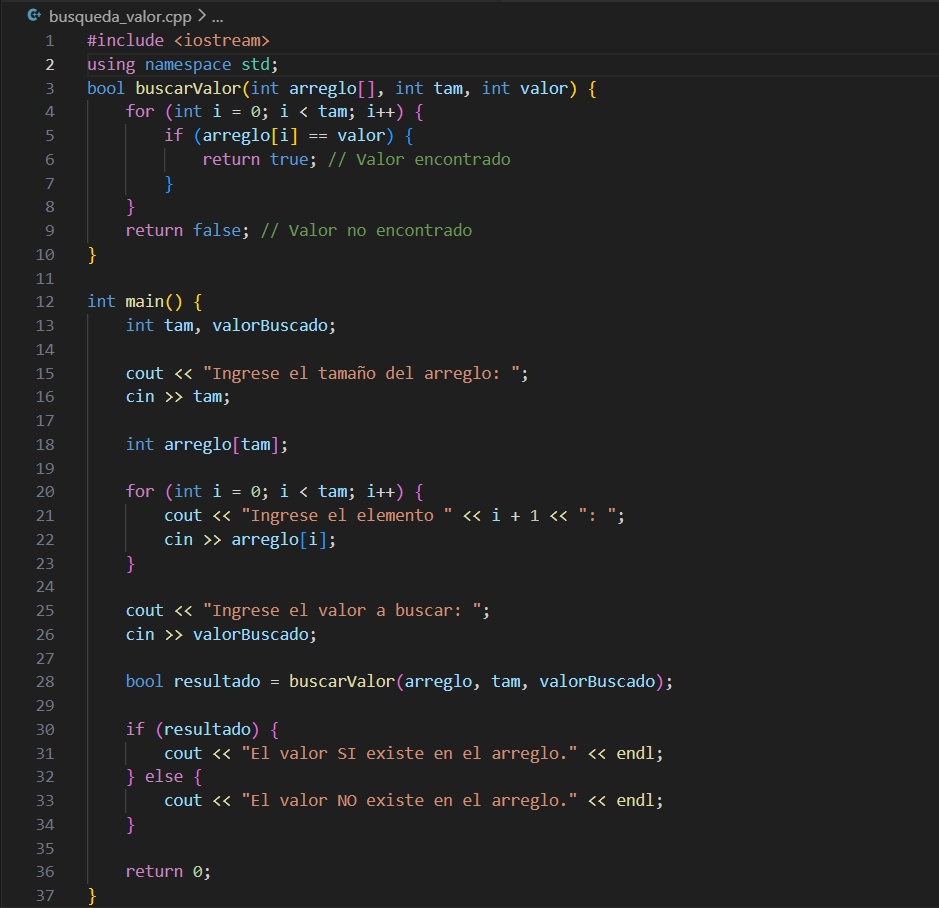 busqueda_valor.cpp > ...
1 #include <iostream>
2 using namespace std;
3 bool buscarValor(int arreglo[], int tam, int valor) {
4     for (int i = 0; i < tam; i++) {
5         if (arreglo[i] == valor) {
6             return true; // Valor encontrado
7         }
8     }
9     return false; // Valor no encontrado
10 }
11
12 int main() {
13     int tam, valorBuscado;
14
15     cout << "Ingrese el tamaño del arreglo: ";
16     cin >> tam;
17
18     int arreglo[tam];
19
20     for (int i = 0; i < tam; i++) {
21         cout << "Ingrese el elemento " << i + 1 << ": ";
22         cin >> arreglo[i];
23     }
24
25     cout << "Ingrese el valor a buscar: ";
26     cin >> valorBuscado;
27
28     bool resultado = buscarValor(arreglo, tam, valorBuscado);
29
30     if (resultado) {
31         cout << "El valor SI existe en el arreglo." << endl;
32     } else {
33         cout << "El valor NO existe en el arreglo." << endl;
34     }
35
36     return 0;
37 }